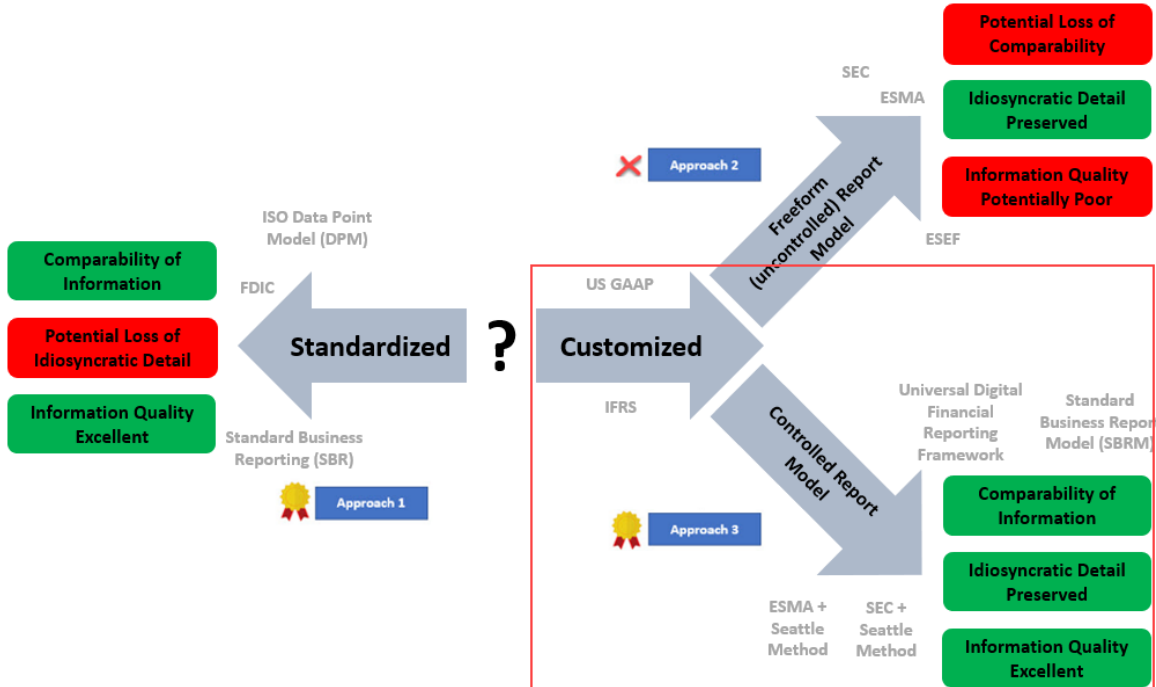 Potential Loss of
Comparability
SEC
ESMA
Idiosyncratic Detail
Preserved
Approach 2
Information Quality
Potentially Poor
Freeform
(uncontrolled) Report
Model
ESEF
ISO Data Point
Model (DPM)
Comparability of
Information
FDIC
Potential Loss of
Idiosyncratic Detail
Standardized
Information Quality
Excellent
Standard Business
Reporting (SBR)
Approach 1
?
US GAAP
Customized
IFRS
Controlled Report
Model
Universal Digital
Financial
Reporting
Framework
Standard
Business Report
Model (SBRM)
Approach 3
Comparability of
Information
Idiosyncratic Detail
Preserved
ESMA +
Seattle
Method
SEC +
Seattle
Method
Information Quality
Excellent